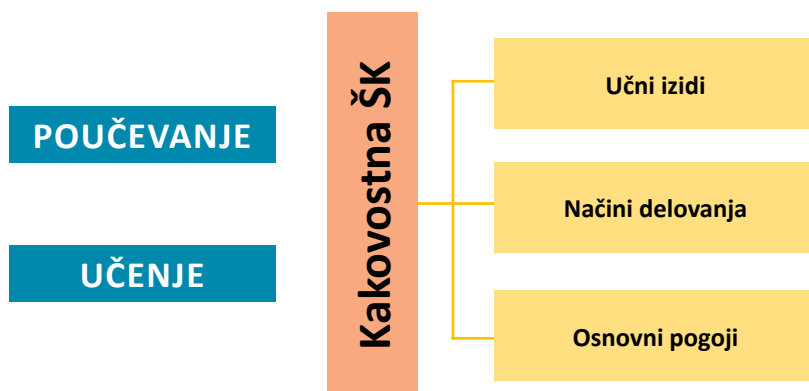 POUČEVANJE
UČENJE
Kakovostna ŠK
Učni izidi
Načini delovanja
Osnovni pogoji